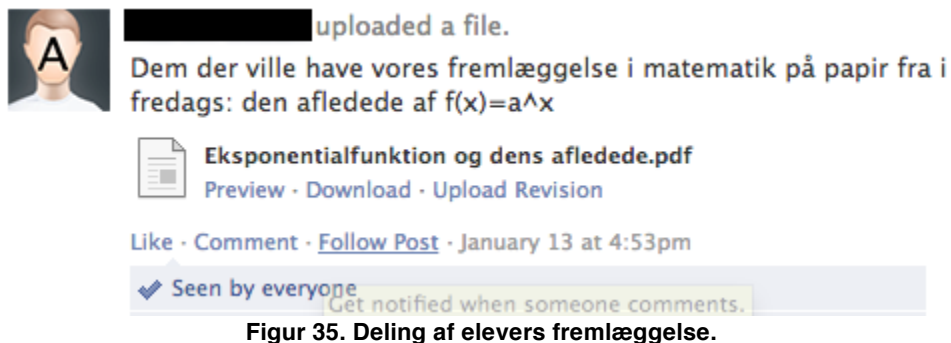 A
uploaded a file.
Dem der ville have vores fremlæggelse i matematik på papir fra i
fredags: den afledede af f(x)=a^x
Eksponentialfunktion og dens afledede.pdf
Preview · Download · Upload Revision
Like · Comment · Follow Post · January 13 at 4:53pm
Seen by everyone
Get notified when someone comments.
Figur 35. Deling af elevers fremlæggelse.